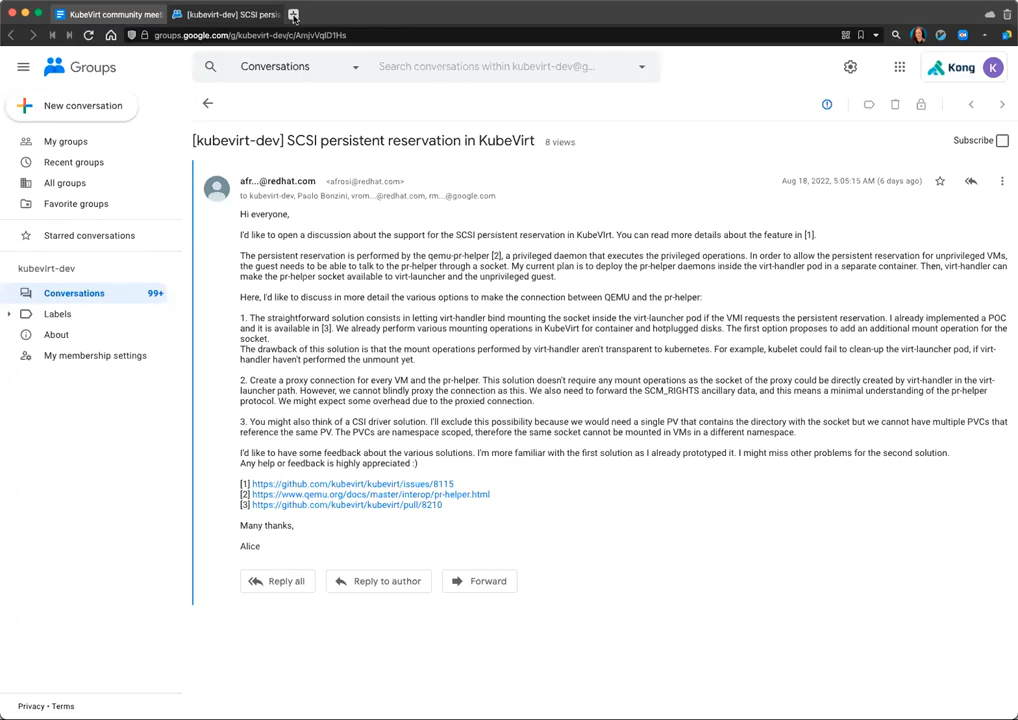 KubeVirt community meet
[kubevirt-dev] SCSI persis
groups.google.com/g/kubevirt-dev/c/AmjvVqID1Hs
Groups
Conversations
Search conversations within kubevirt-dev@g...
Kong
K
New conversation
My groups
Recent groups
All groups
Favorite groups
Starred conversations
kubevirt-dev
Conversations
99+
Labels
About
My membership settings
Privacy • Terms
[kubevirt-dev] SCSI persistent reservation in KubeVirt
8 views
Subscribe
afr...@redhat.com
<afrosi@redhat.com>
Aug 18, 2022, 5:05:15 AM (6 days ago)
to kubevirt-dev, Paolo Bonzini, vrom...@redhat.com, rm...@google.com
Hi everyone,
I'd like to open a discussion about the support for the SCSI persistent reservation in KubeVIrt. You can read more details about the feature in [1].
The persistent reservation is performed by the qemu-pr-helper [2], a privileged daemon that executes the privileged operations. In order to allow the persistent reservation for unprivileged VMs,
the guest needs to be able to talk to the pr-helper through a socket. My current plan is to deploy the pr-helper daemons inside the virt-handler pod in a separate container. Then, virt-handler can
make the pr-helper socket available to virt-launcher and the unprivileged guest.
Here, I'd like to discuss in more detail the various options to make the connection between QEMU and the pr-helper:
1. The straightforward solution consists in letting virt-handler bind mounting the socket inside the virt-launcher pod if the VMI requests the persistent reservation. I already implemented a POC
and it is available in [3]. We already perform various mounting operations in KubeVirt for container and hotplugged disks. The first option proposes to add an additional mount operation for the
socket.
The drawback of this solution is that the mount operations performed by virt-handler aren't transparent to kubernetes. For example, kubelet could fail to clean-up the virt-launcher pod, if virt-
handler haven't performed the unmount yet.
2. Create a proxy connection for every VM and the pr-helper. This solution doesn't require any mount operations as the socket of the proxy could be directly created by virt-handler in the virt-
launcher path. However, we cannot blindly proxy the connection as this. We also need to forward the SCM_RIGHTS ancillary data, and this means a minimal understanding of the pr-helper
protocol. We might expect some overhead due to the proxied connection.
3. You might also think of a CSI driver solution. I'll exclude this possibility because we would need a single PV that contains the directory with the socket but we cannot have multiple PVCs that
reference the same PV. The PVCs are namespace scoped, therefore the same socket cannot be mounted in VMs in a different namespace.
I'd like to have some feedback about the various solutions. I'm more familiar with the first solution as I already prototyped it. I might miss other problems for the second solution.
Any help or feedback is highly appreciated :)
[1] https://github.com/kubevirt/kubevirt/issues/8115
[2] https://www.qemu.org/docs/master/interop/pr-helper.html
[3] https://github.com/kubevirt/kubevirt/pull/8210
Many thanks,
Alice
Reply all
Reply to author
Forward